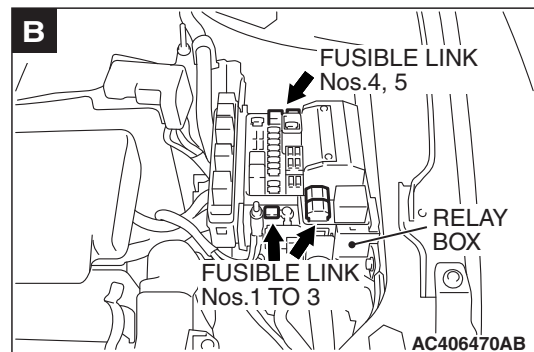 B
FUSIBLE LINK
Nos.4, 5
RELAY
BOX
FUSIBLE LINK
Nos.1 TO 3
AC406470AB